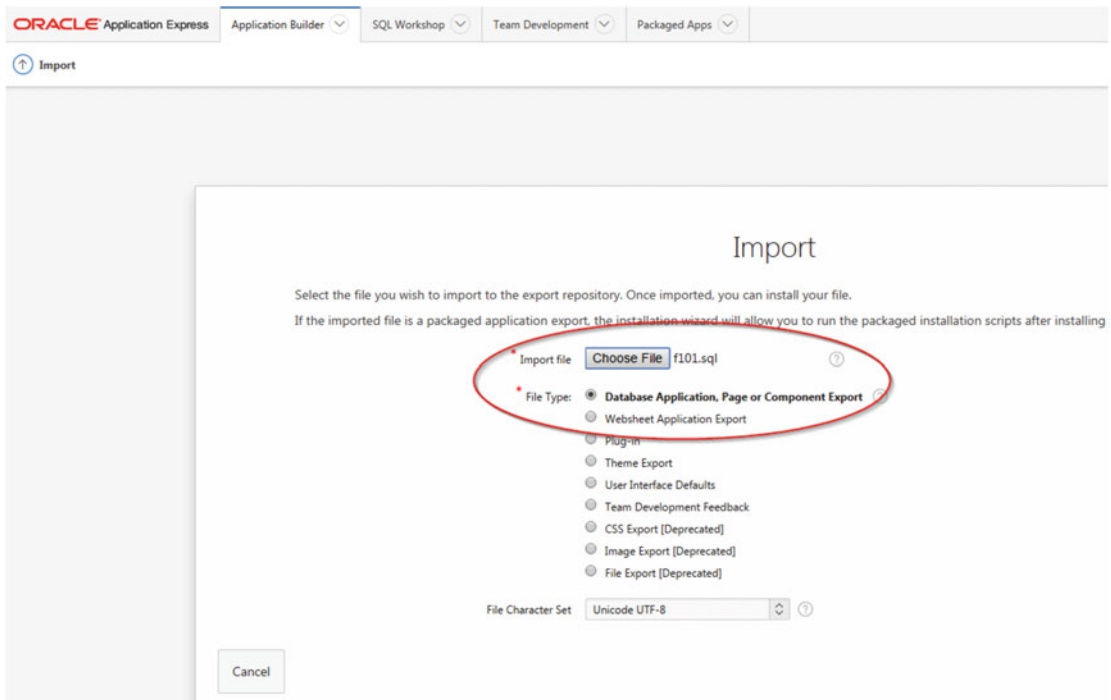 ORACLE Application Express Application Builder SQL Workshop Team Development Packaged Apps
Import
Import
Select the file you wish to import to the export repository. Once imported, you can install your file.
If the imported file is a packaged application export, the installation wizard will allow you to run the packaged installation scripts after installing
* Import file Choose File f101.sql ?
* File Type: Database Application, Page or Component Export ?
Websheet Application Export
Plug-in
Theme Export
User Interface Defaults
Team Development Feedback
CSS Export [Deprecated]
Image Export [Deprecated]
File Export [Deprecated]
File Character Set Unicode UTF-8 ?
Cancel